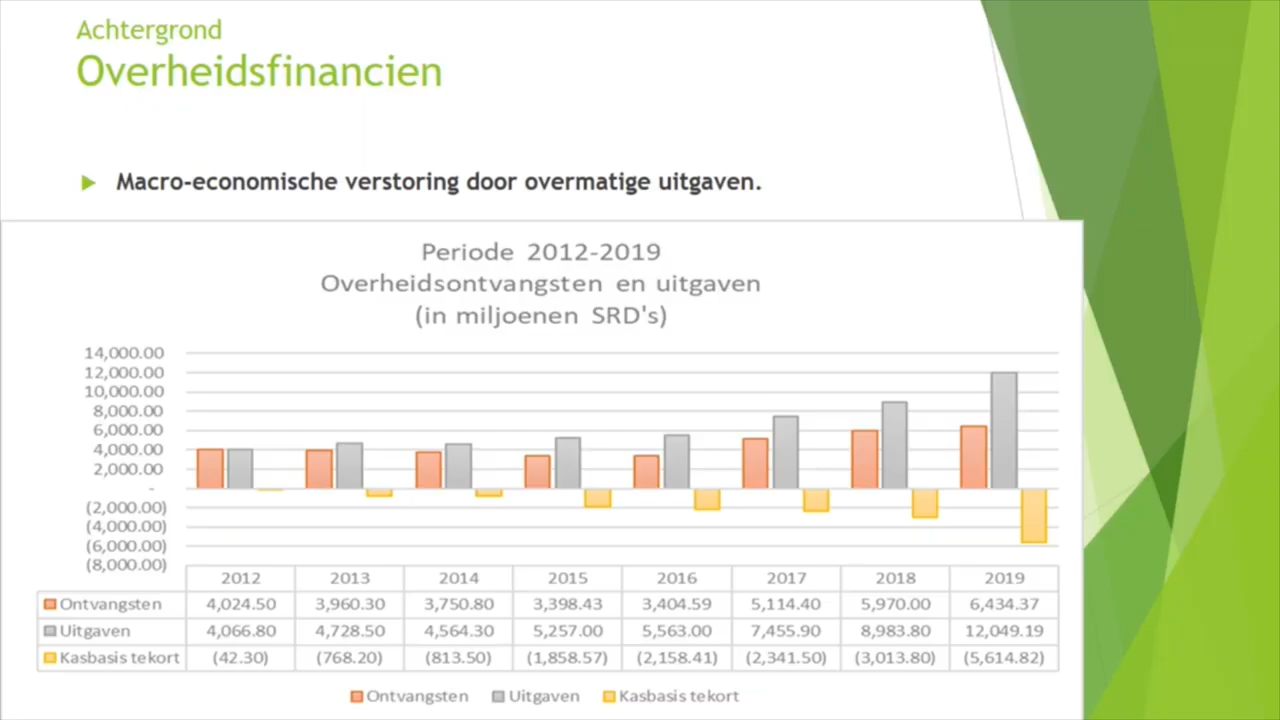 Achtergrond
Overheidsfinancien
Macro-economische verstoring door overmatige uitgaven.
Periode 2012-2019
Overheidsontvangsten en uitgaven
(in miljoenen SRD's)
14,000.00
12,000.00
10,000.00
8,000.00
6,000.00
4,000.00
2,000.00
-
(2,000.00)
(4,000.00)
(6,000.00)
(8,000.00)
2012 2013 2014 2015 2016 2017 2018 2019
Ontvangsten 4,024.50 3,960.30 3,750.80 3,398.43 3,404.59 5,114.40 5,970.00 6,434.37
Uitgaven 4,066.80 4,728.50 4,564.30 5,257.00 5,563.00 7,455.90 8,983.80 12,049.19
Kasbasis tekort (42.30) (768.20) (813.50) (1,858.57) (2,158.41) (2,341.50) (3,013.80) (5,614.82)
Ontvangsten Uitgaven Kasbasis tekort